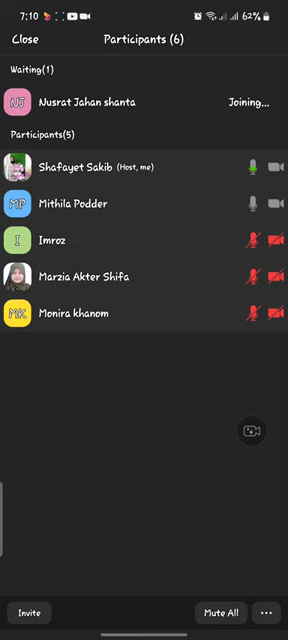 7:10 62%
Close Participants (6)
Waiting(1)
NJ Nusrat Jahan shanta Joining...
Participants(5)
Shafayet Sakib (Host, me)
MP Mithila Podder
I Imroz
Marzia Akter Shifa
MK Monira khanom
Invite Mute All ...